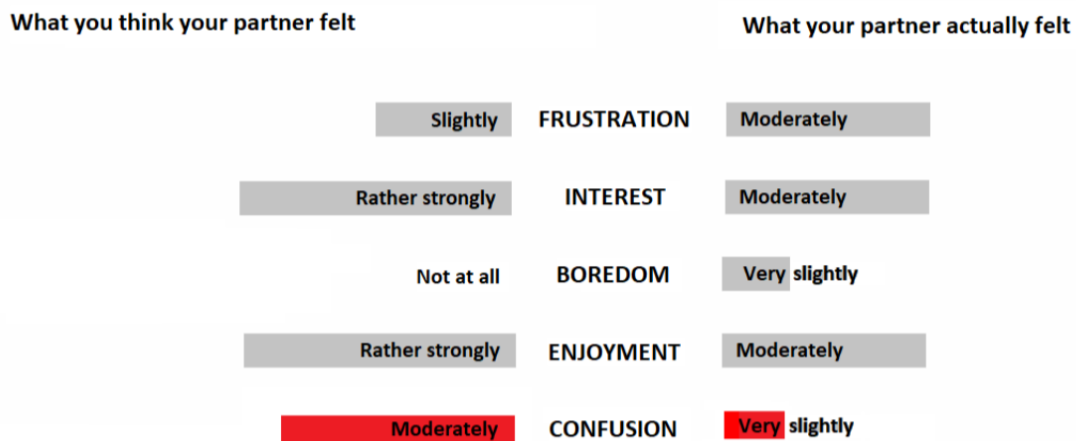 What you think your partner felt What your partner actually felt
Slightly FRUSTRATION Moderately
Rather strongly INTEREST Moderately
Not at all BOREDOM Very slightly
Rather strongly ENJOYMENT Moderately
Moderately CONFUSION Very slightly